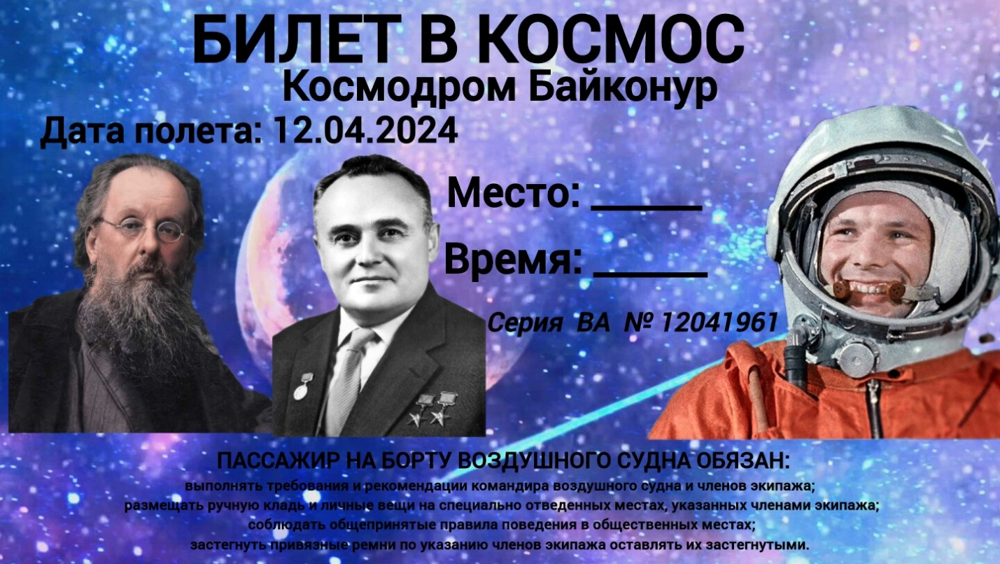 БИЛЕТ В КОСМОС
Космодром Байконур
Дата полета: 12.04.2024
Место: _____
Время: _____
Серия ВА № 12041961
ПАССАЖИР НА БОРТУ ВОЗДУШНОГО СУДНА ОБЯЗАН:
выполнять требования и рекомендации командира воздушного судна и членов экипажа;
размещать ручную кладь и личные вещи на специально отведенных местах, указанных членами экипажа;
соблюдать общепринятые правила поведения в общественных местах;
застегнуть привязные ремни по указанию членов экипажа оставлять их застегнутыми.